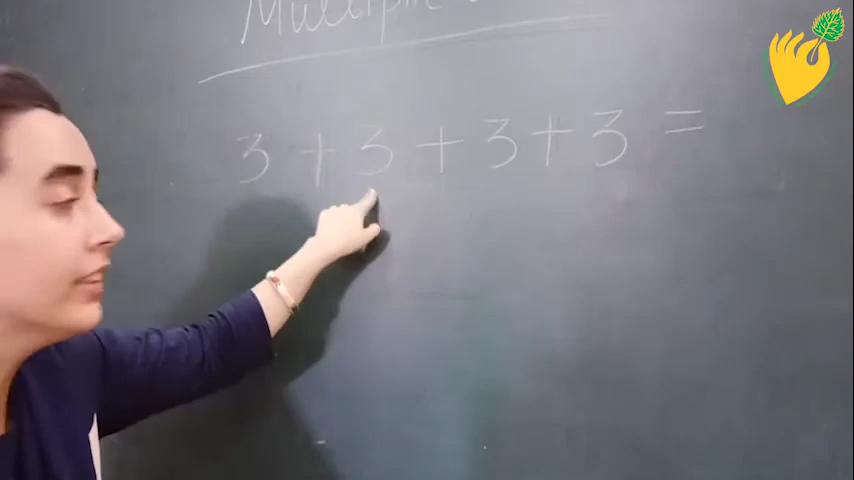 3 + 3 + 3 + 3 =